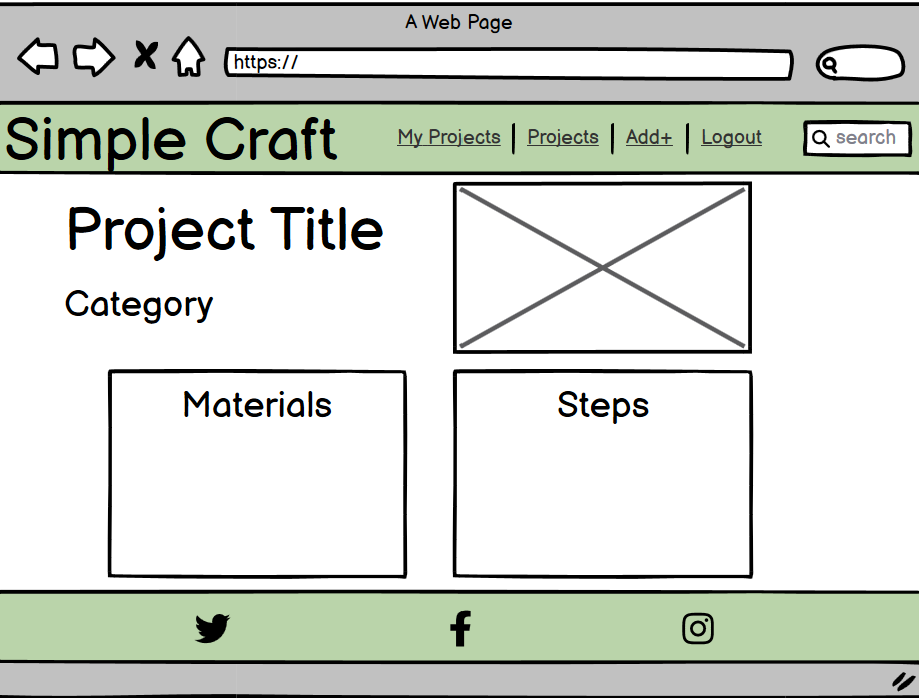 A Web Page
https://
Simple Craft
My Projects | Projects | Add+ | Logout
search
Project Title
Category
Materials
Steps